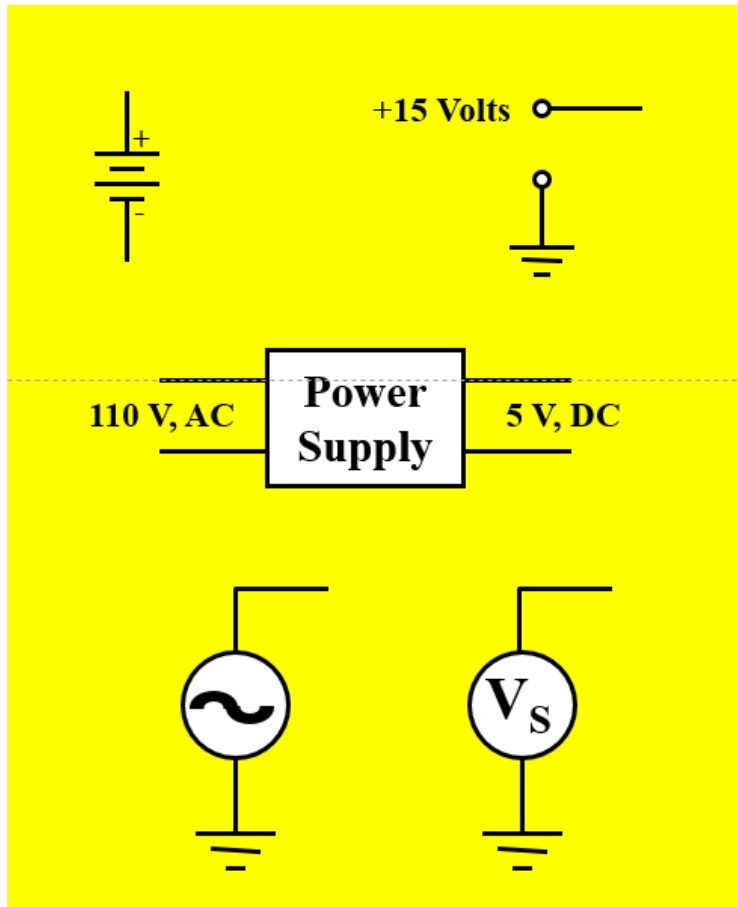 +
-
+15 Volts
110 V, AC
Power
Supply
5 V, DC
VS